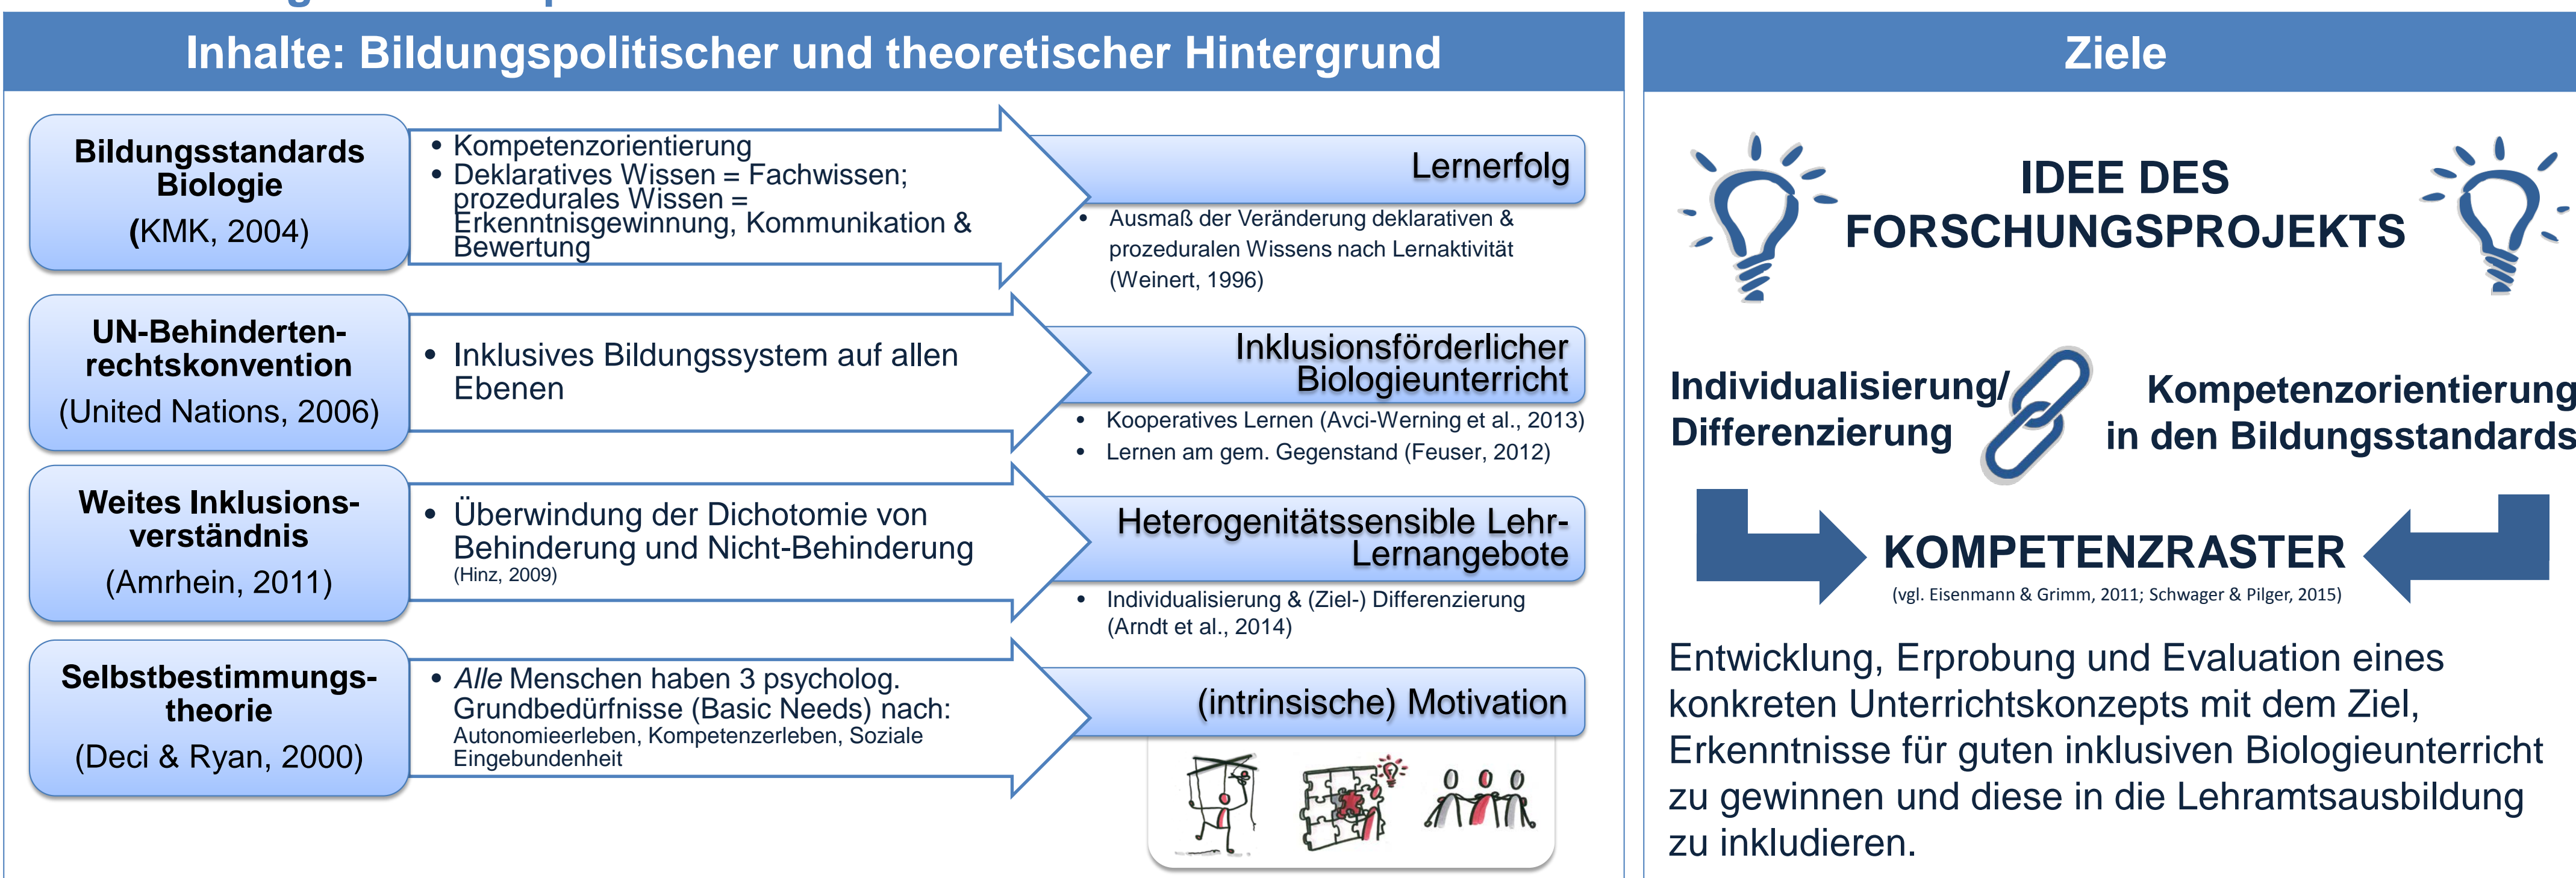 Inhalte: Bildungspolitischer und theoretischer Hintergrund
Bildungsstandards
Biologie
(KMK, 2004)
• Kompetenzorientierung
• Deklaratives Wissen = Fachwissen;
prozedurales Wissen =
Erkenntnisgewinnung, Kommunikation &
Bewertung
Lernerfolg
• Ausmaß der Veränderung deklarativen &
prozeduralen Wissens nach Lernaktivität
(Weinert, 1996)
UN-Behinderten-
rechtskonvention
(United Nations, 2006)
• Inklusives Bildungssystem auf allen
Ebenen
Inklusionsförderlicher
Biologieunterricht
• Kooperatives Lernen (Avci-Werning et al., 2013)
• Lernen am gem. Gegenstand (Feuser, 2012)
Weites Inklusions-
verständnis
(Amrhein, 2011)
• Überwindung der Dichotomie von
Behinderung und Nicht-Behinderung
(Hinz, 2009)
Heterogenitätssensible Lehr-
Lernangebote
• Individualisierung & (Ziel-) Differenzierung
(Arndt et al., 2014)
Selbstbestimmungs-
theorie
(Deci & Ryan, 2000)
• Alle Menschen haben 3 psycholog.
Grundbedürfnisse (Basic Needs) nach:
Autonomieerleben, Kompetenzerleben, Soziale
Eingebundenheit
(intrinsische) Motivation
Ziele
IDEE DES
FORSCHUNGSPROJEKTS
Individualisierung/
Differenzierung
Kompetenzorientierung
in den Bildungsstandards
KOMPETENZRASTER
(vgl. Eisenmann & Grimm, 2011; Schwager & Pilger, 2015)
Entwicklung, Erprobung und Evaluation eines
konkreten Unterrichtskonzepts mit dem Ziel,
Erkenntnisse für guten inklusiven Biologieunterricht
zu gewinnen und diese in die Lehramtsausbildung
zu inkludieren.